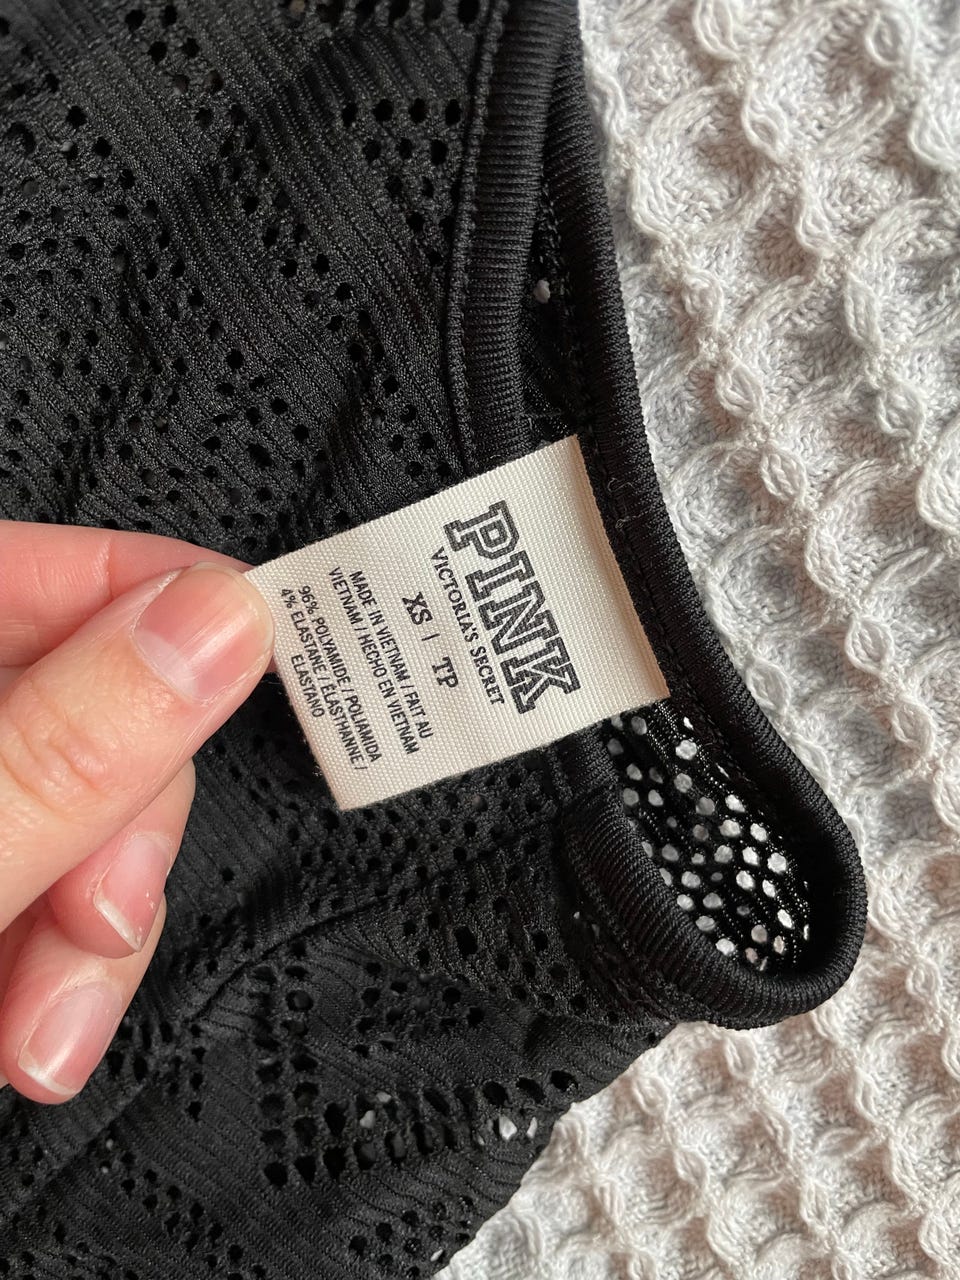 PINK
VICTORIA'S SECRET
XS | TP
MADE IN VIETNAM / FAIT AU
VIETNAM / HECHO EN VIETNAM
96% POLYAMIDE / POLIAMIDA
4% ELASTANE / ÉLASTHANNE /
ELASTANO